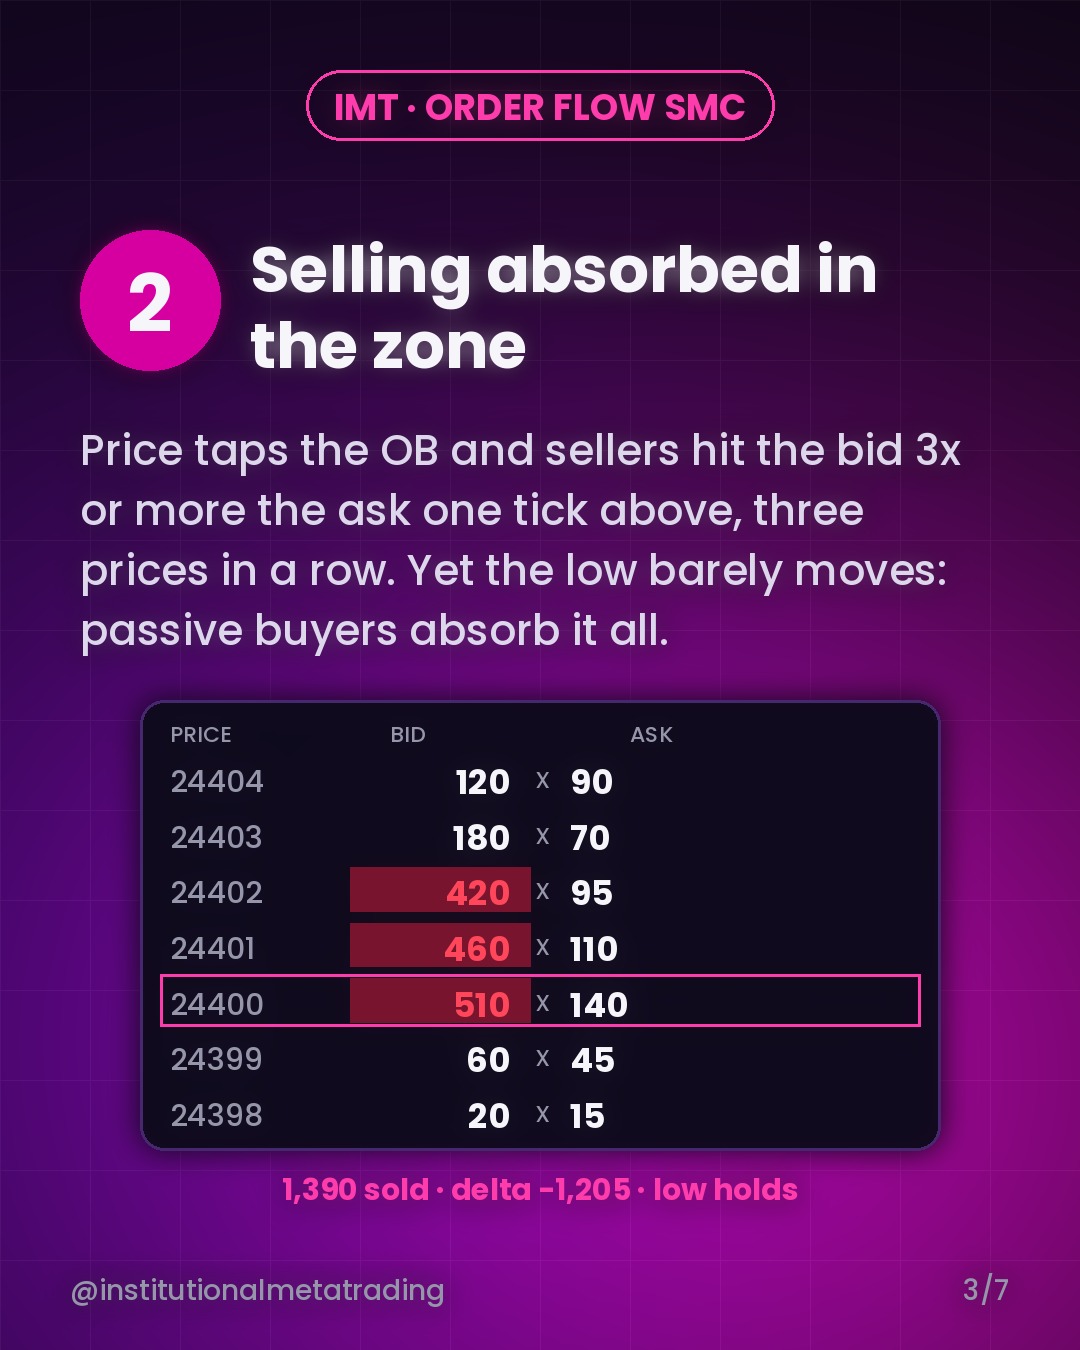 IMT · ORDER FLOW SMC
2
Selling absorbed in
the zone
Price taps the OB and sellers hit the bid 3x
or more the ask one tick above, three
prices in a row. Yet the low barely moves:
passive buyers absorb it all.
PRICE BID ASK
24404 120 x 90
24403 180 x 70
24402 420 x 95
24401 460 x 110
24400 510 x 140
24399 60 x 45
24398 20 x 15
1,390 sold · delta −1,205 · low holds
@institutionalmetatrading 3/7